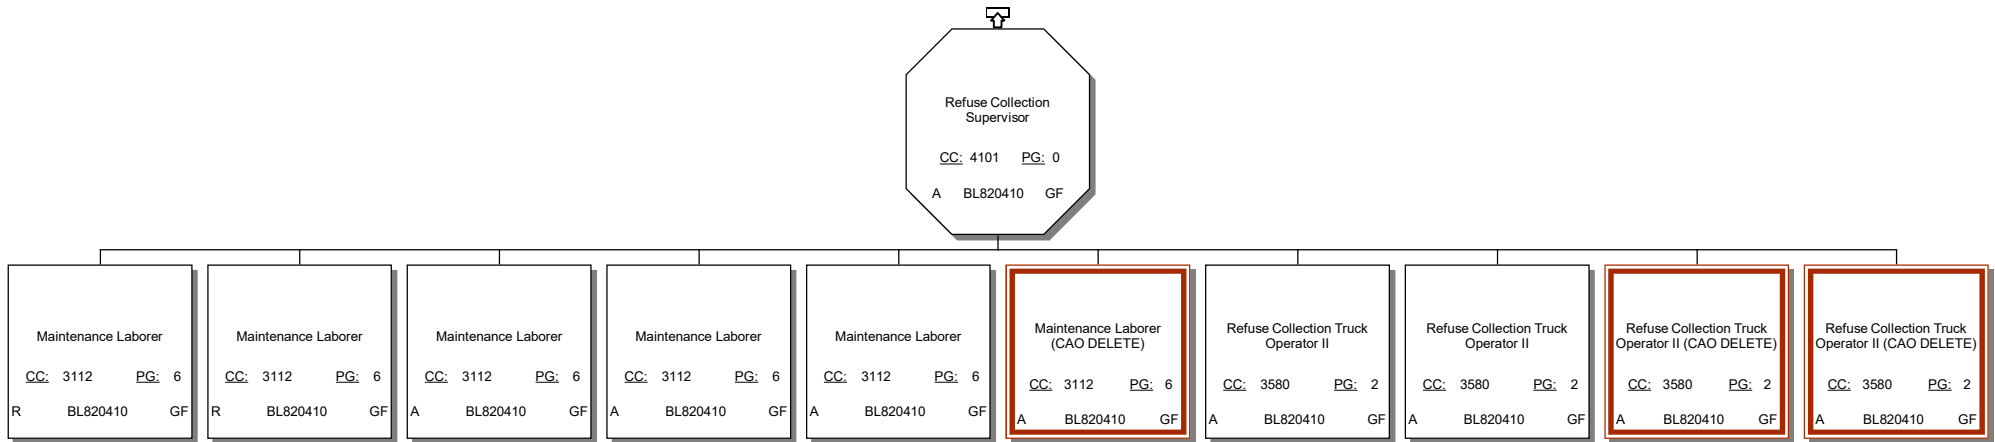 Refuse Collection
Supervisor
CC: 4101 PG: 0
A BL820410 GF
Maintenance Laborer
CC: 3112 PG: 6
R BL820410 GF
Maintenance Laborer
CC: 3112 PG: 6
R BL820410 GF
Maintenance Laborer
CC: 3112 PG: 6
A BL820410 GF
Maintenance Laborer
CC: 3112 PG: 6
A BL820410 GF
Maintenance Laborer
CC: 3112 PG: 6
A BL820410 GF
Maintenance Laborer
(CAO DELETE)
CC: 3112 PG: 6
A BL820410 GF
Refuse Collection Truck
Operator II
CC: 3580 PG: 2
A BL820410 GF
Refuse Collection Truck
Operator II
CC: 3580 PG: 2
A BL820410 GF
Refuse Collection Truck
Operator II (CAO DELETE)
CC: 3580 PG: 2
A BL820410 GF
Refuse Collection Truck
Operator II (CAO DELETE)
CC: 3580 PG: 2
A BL820410 GF